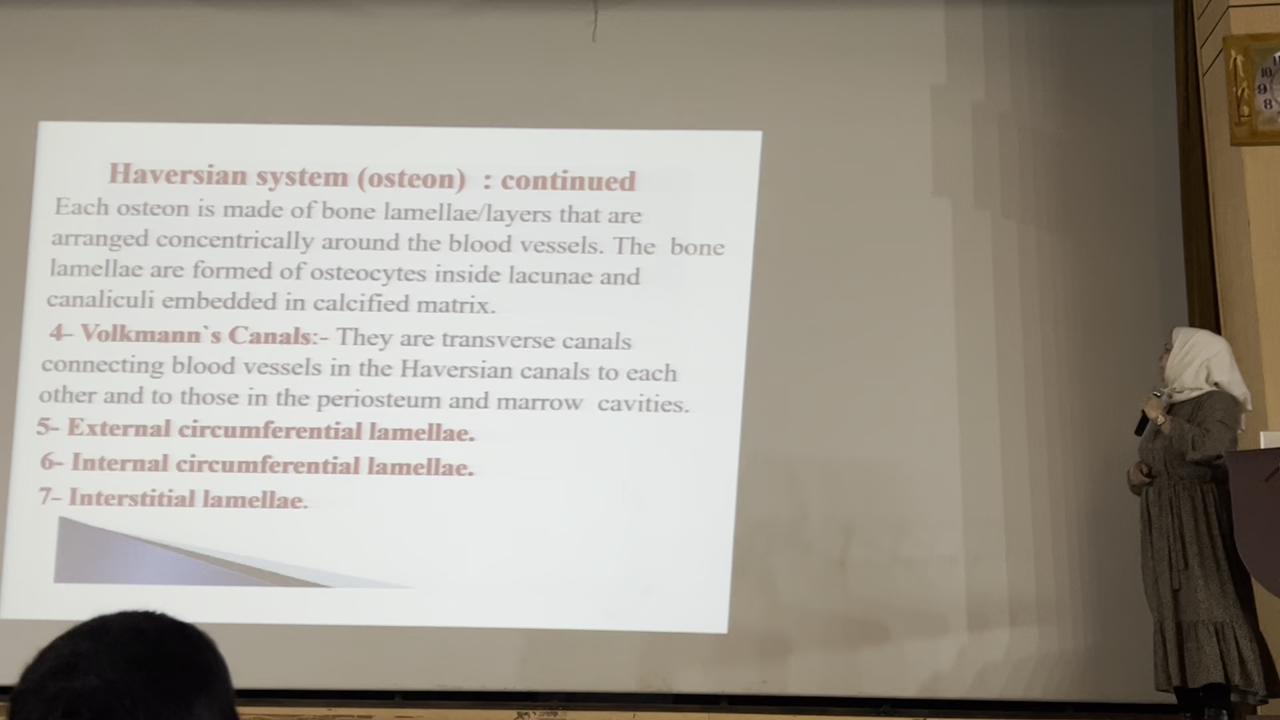 Haversian system (osteon)  : continued
Each osteon is made of bone lamellae/layers that are
arranged concentrically around the blood vessels. The  bone
lamellae are formed of osteocytes inside lacunae and
canaliculi embedded in calcified matrix.
4- Volkmann`s Canals:- They are transverse canals
connecting blood vessels in the Haversian canals to each
other and to those in the periosteum and marrow  cavities.
5- External circumferential lamellae.
6- Internal circumferential lamellae.
7- Interstitial lamellae.
10
9
8